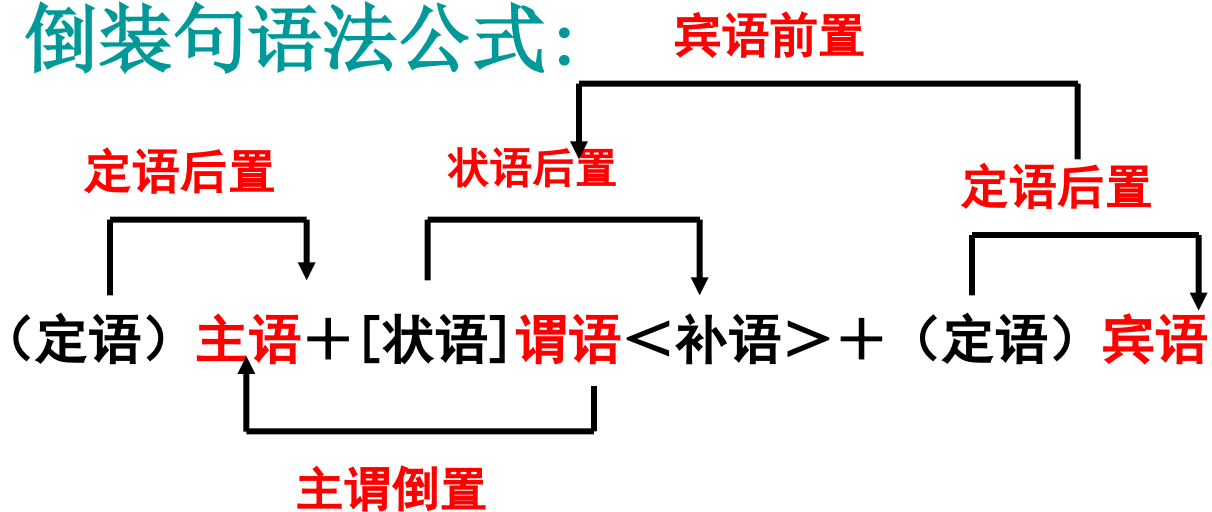 倒装句语法公式：
宾语前置
定语后置
状语后置
定语后置
（定语）主语＋[状语]谓语＜补语＞＋（定语）宾语
主谓倒置